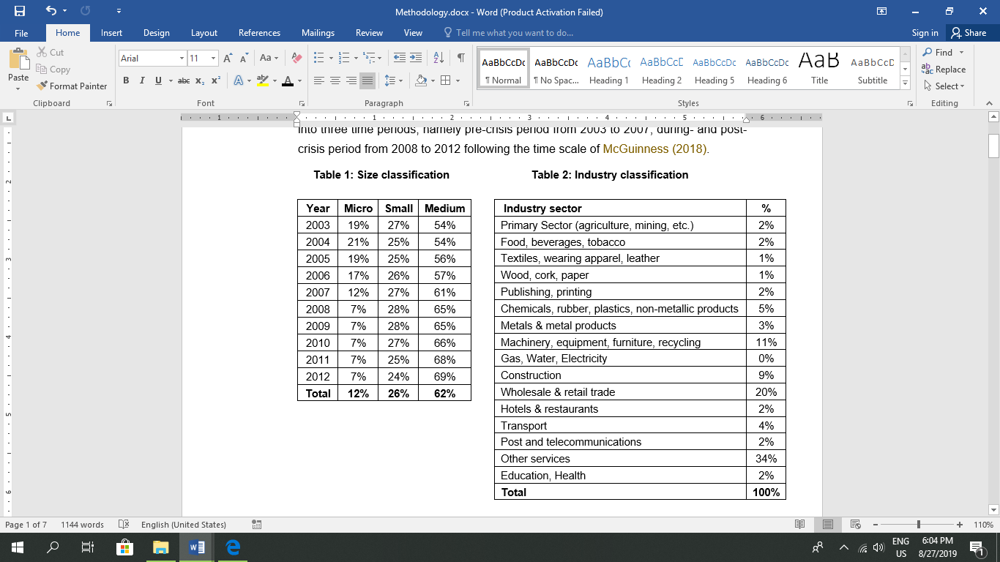 Methodology.docx - Word (Product Activation Failed)
File Home Insert Design Layout References Mailings Review View Tell me what you want to do... Sign in Share
Paste
Cut
Copy
Format Painter
Clipboard
Arial 11
Font
Paragraph
AaBbCcDc AaBbCcDc AaBbCc AaBbCcD AaBbCcDc AaBbCcDc AaB AaBbCcD
¶ Normal ¶ No Spac... Heading 1 Heading 2 Heading 5 Heading 6 Title Subtitle
Styles
Find
Replace
Select
Editing
1 1 2 3 4 5 6
into three time periods, namely pre-crisis period from 2003 to 2007, during- and post-
crisis period from 2008 to 2012 following the time scale of McGuinness (2018).
Table 1: Size classification
Year Micro Small Medium
2003 19% 27% 54%
2004 21% 25% 54%
2005 19% 25% 56%
2006 17% 26% 57%
2007 12% 27% 61%
2008 7% 28% 65%
2009 7% 28% 65%
2010 7% 27% 66%
2011 7% 25% 68%
2012 7% 24% 69%
Total 12% 26% 62%
Table 2: Industry classification
Industry sector %
Primary Sector (agriculture, mining, etc.) 2%
Food, beverages, tobacco 2%
Textiles, wearing apparel, leather 1%
Wood, cork, paper 1%
Publishing, printing 2%
Chemicals, rubber, plastics, non-metallic products 5%
Metals & metal products 3%
Machinery, equipment, furniture, recycling 11%
Gas, Water, Electricity 0%
Construction 9%
Wholesale & retail trade 20%
Hotels & restaurants 2%
Transport 4%
Post and telecommunications 2%
Other services 34%
Education, Health 2%
Total 100%
Page 1 of 7 1144 words English (United States) 110%
ENG
US
6:04 PM
8/27/2019